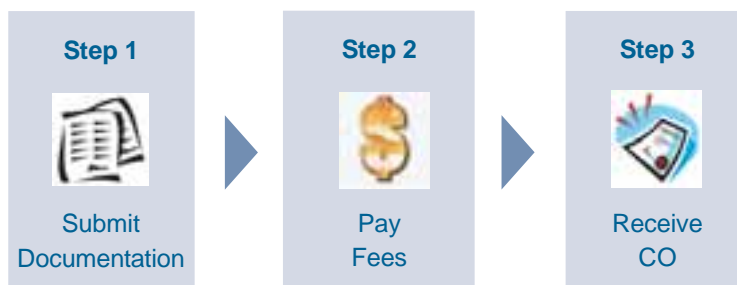 Step 1
Submit
Documentation
Step 2
Pay
Fees
Step 3
Receive
CO